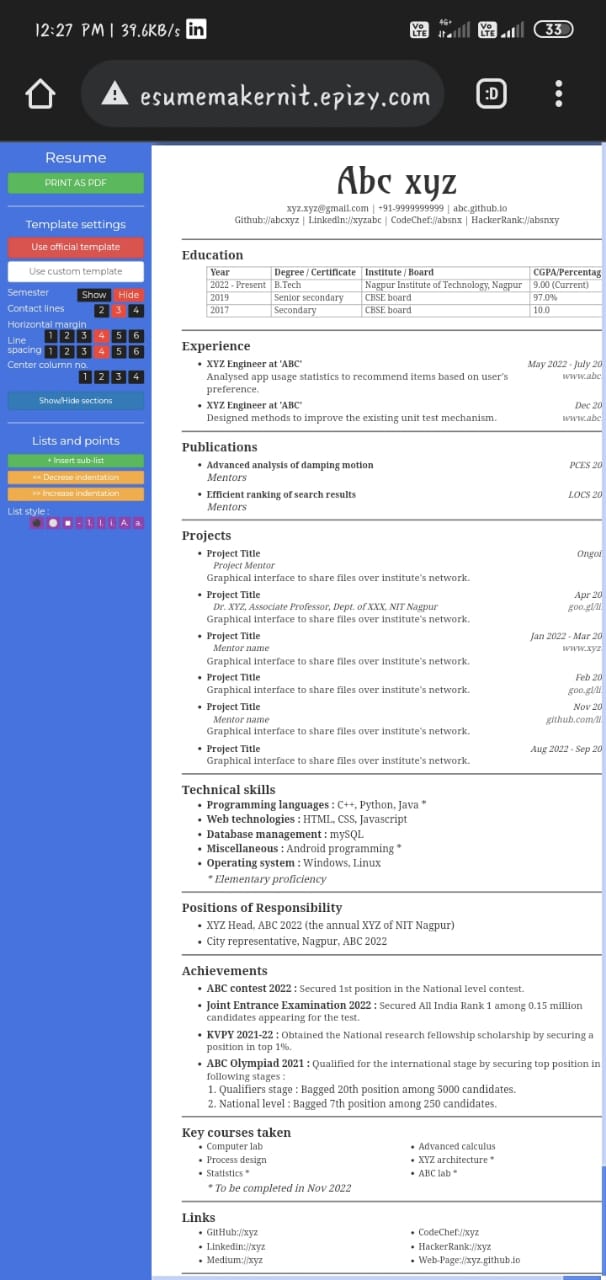 12:27 PM | 39.6KB/s in
Vo LTE 4G+ Vo LTE 33
esumemakernit.epizy.com :D
Resume
PRINT AS PDF
Template settings
Use official template
Use custom template
Semester Show Hide
Contact lines 2 3 4
Horizontal margin
1 2 3 4 5 6
Line spacing 1 2 3 4 5 6
Center column no.
1 2 3 4
Show/Hide sections
Lists and points
+ Insert sub-list
<< Decrese indentation
>> Increase indentation
List style :
- 1. I. i. A. a.
Abc xyz
xyz.xyz@gmail.com | +91-9999999999 | abc.github.io
Github://abcxyz | LinkedIn://xyzabc | CodeChef://absnx | HackerRank://absnxy
Education
Year Degree / Certificate Institute / Board CGPA/Percentag
2022 - Present B.Tech Nagpur Institute of Technology, Nagpur 9.00 (Current)
2019 Senior secondary CBSE board 97.0%
2017 Secondary CBSE board 10.0
Experience
• XYZ Engineer at 'ABC' May 2022 - July 20
Analysed app usage statistics to recommend items based on user's www.abc
preference.
• XYZ Engineer at 'ABC' Dec 20
Designed methods to improve the existing unit test mechanism. www.abc
Publications
• Advanced analysis of damping motion PCES 20
Mentors
• Efficient ranking of search results LOCS 20
Mentors
Projects
• Project Title Ongoi
Project Mentor
Graphical interface to share files over institute's network.
• Project Title Apr 20
Dr. XYZ, Associate Professor, Dept. of XXX, NIT Nagpur goo.gl/li
Graphical interface to share files over institute's network.
• Project Title Jan 2022 - Mar 20
Mentor name www.xyz
Graphical interface to share files over institute's network.
• Project Title Feb 20
Graphical interface to share files over institute's network. goo.gl/li
• Project Title Nov 20
Mentor name github.com/li
Graphical interface to share files over institute's network.
• Project Title Aug 2022 - Sep 20
Graphical interface to share files over institute's network.
Technical skills
• Programming languages : C++, Python, Java *
• Web technologies : HTML, CSS, Javascript
• Database management : mySQL
• Miscellaneous : Android programming *
• Operating system : Windows, Linux
* Elementary proficiency
Positions of Responsibility
• XYZ Head, ABC 2022 (the annual XYZ of NIT Nagpur)
• City representative, Nagpur, ABC 2022
Achievements
• ABC contest 2022 : Secured 1st position in the National level contest.
• Joint Entrance Examination 2022 : Secured All India Rank 1 among 0.15 million
candidates appearing for the test.
• KVPY 2021-22 : Obtained the National research fellowship scholarship by securing a
position in top 1%.
• ABC Olympiad 2021 : Qualified for the international stage by securing top position in
following stages :
1. Qualifiers stage : Bagged 20th position among 5000 candidates.
2. National level : Bagged 7th position among 250 candidates.
Key courses taken
• Computer lab • Advanced calculus
• Process design • XYZ architecture *
• Statistics * • ABC lab *
* To be completed in Nov 2022
Links
• GitHub://xyz • CodeChef://xyz
• Linkedin://xyz • HackerRank://xyz
• Medium://xyz • Web-Page://xyz.github.io